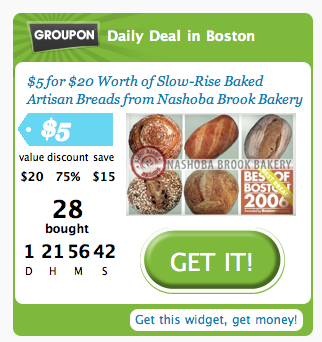 GROUPON Daily Deal in Boston
$5 for $20 Worth of Slow-Rise Baked
Artisan Breads from Nashoba Brook Bakery
$5
value discount save
$20 75% $15
28
bought
1 21 56 42
D H M S
NASHOBA BROOK BAKERY
BEST OF
BOSTON
2006
GET IT!
Get this widget, get money!